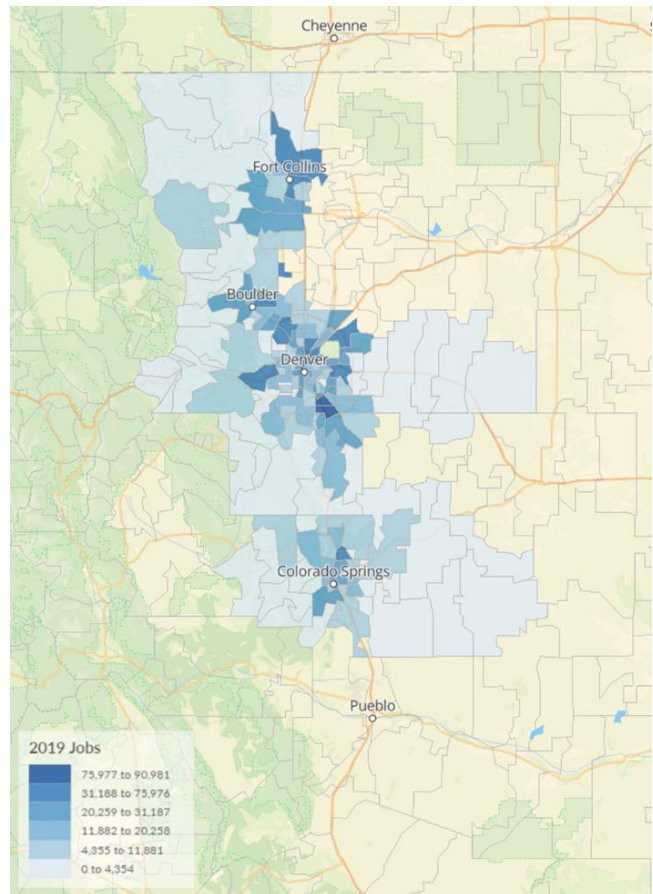 Cheyenne
Fort Collins
Boulder
Denver
Colorado Springs
Pueblo
2019 Jobs
75,977 to 90,981
31,188 to 75,976
20,259 to 31,187
11,882 to 20,258
4,355 to 11,881
0 to 4,354